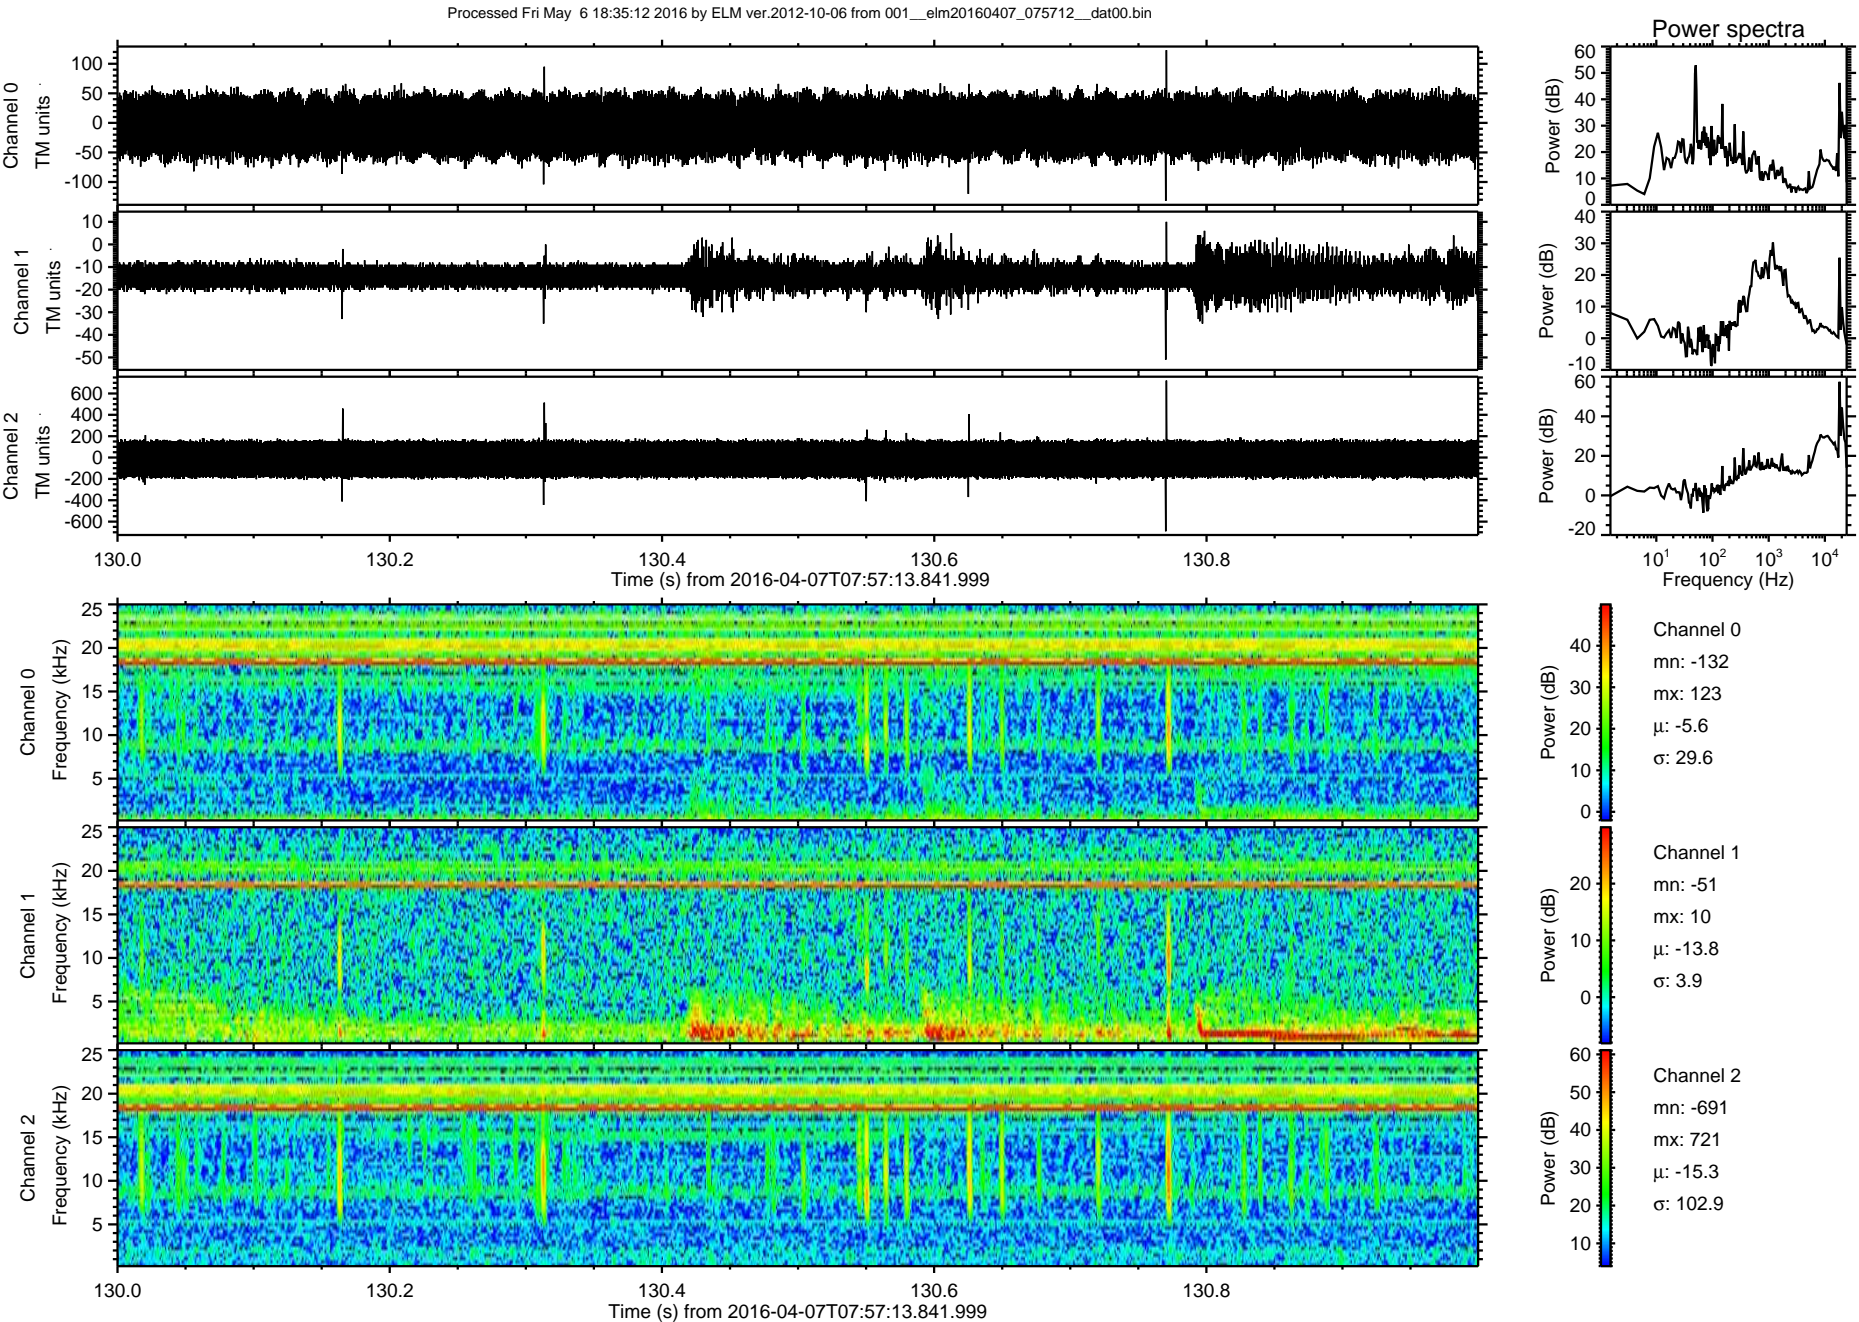 Processed Fri May  6 18:35:12 2016 by ELM ver.2012-10-06 from 001__elm20160407_075712__dat00.bin
Power spectra
Channel 0
TM units
100
50
0
-50
-100
Power (dB)
60
50
40
30
20
10
0
Channel 1
TM units
10
0
-10
-20
-30
-40
-50
Power (dB)
40
30
20
10
0
-10
Channel 2
TM units
600
400
200
0
-200
-400
-600
Power (dB)
60
40
20
0
-20
130.0 130.2 130.4 130.6 130.8
Time (s) from 2016-04-07T07:57:13.841.999
10¹ 10² 10³ 10⁴
Frequency (Hz)
Channel 0
Frequency (kHz)
25
20
15
10
5
Power (dB)
40
30
20
10
0
Channel 0
mn: -132
mx: 123
μ: -5.6
σ: 29.6
Channel 1
Frequency (kHz)
25
20
15
10
5
Power (dB)
20
10
0
Channel 1
mn: -51
mx: 10
μ: -13.8
σ: 3.9
Channel 2
Frequency (kHz)
25
20
15
10
5
Power (dB)
60
50
40
30
20
10
Channel 2
mn: -691
mx: 721
μ: -15.3
σ: 102.9
130.0 130.2 130.4 130.6 130.8
Time (s) from 2016-04-07T07:57:13.841.999